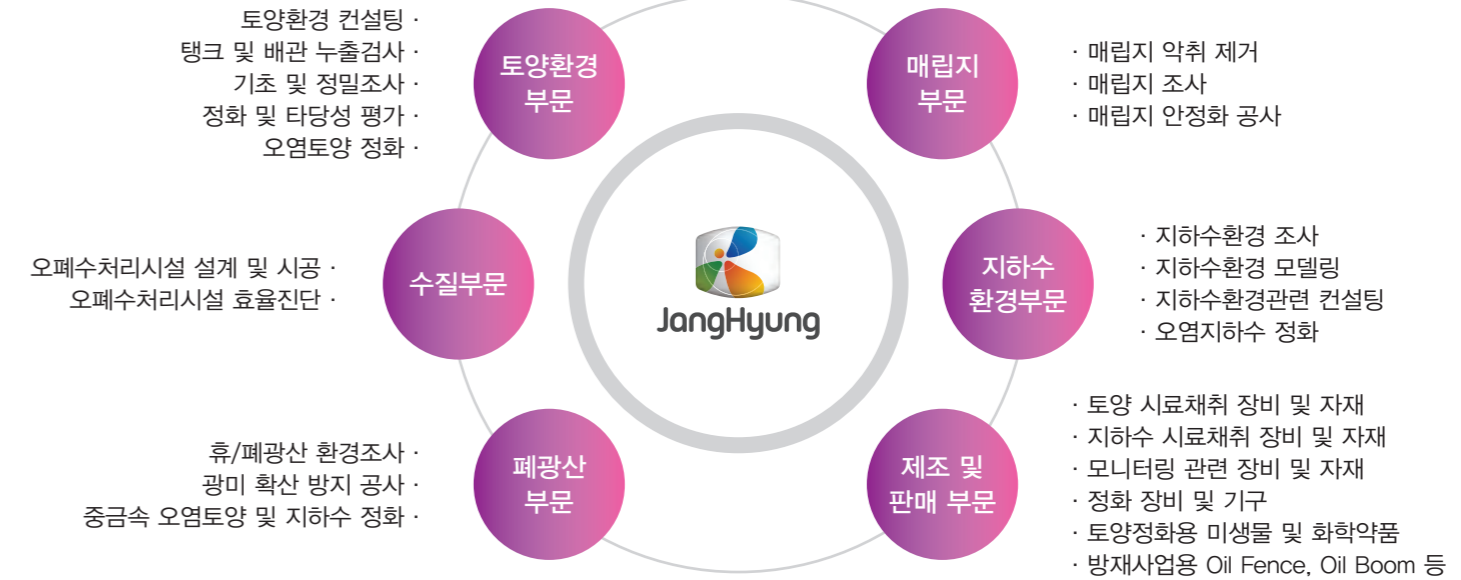 토양환경 컨설팅 ·
탱크 및 배관 누출검사 ·
기초 및 정밀조사 ·
정화 및 타당성 평가 ·
오염토양 정화 ·
토양환경
부문
매립지
부문
· 매립지 악취 제거
· 매립지 조사
· 매립지 안정화 공사
오폐수처리시설 설계 및 시공 ·
오폐수처리시설 효율진단 ·
수질부문
JangHyung
지하수
환경부문
· 지하수환경 조사
· 지하수환경 모델링
· 지하수환경관련 컨설팅
· 오염지하수 정화
휴/폐광산 환경조사 ·
광미 확산 방지 공사 ·
중금속 오염토양 및 지하수 정화 ·
폐광산
부문
제조 및
판매 부문
· 토양 시료채취 장비 및 자재
· 지하수 시료채취 장비 및 자재
· 모니터링 관련 장비 및 자재
· 정화 장비 및 기구
· 토양정화용 미생물 및 화학약품
· 방재사업용 Oil Fence, Oil Boom 등